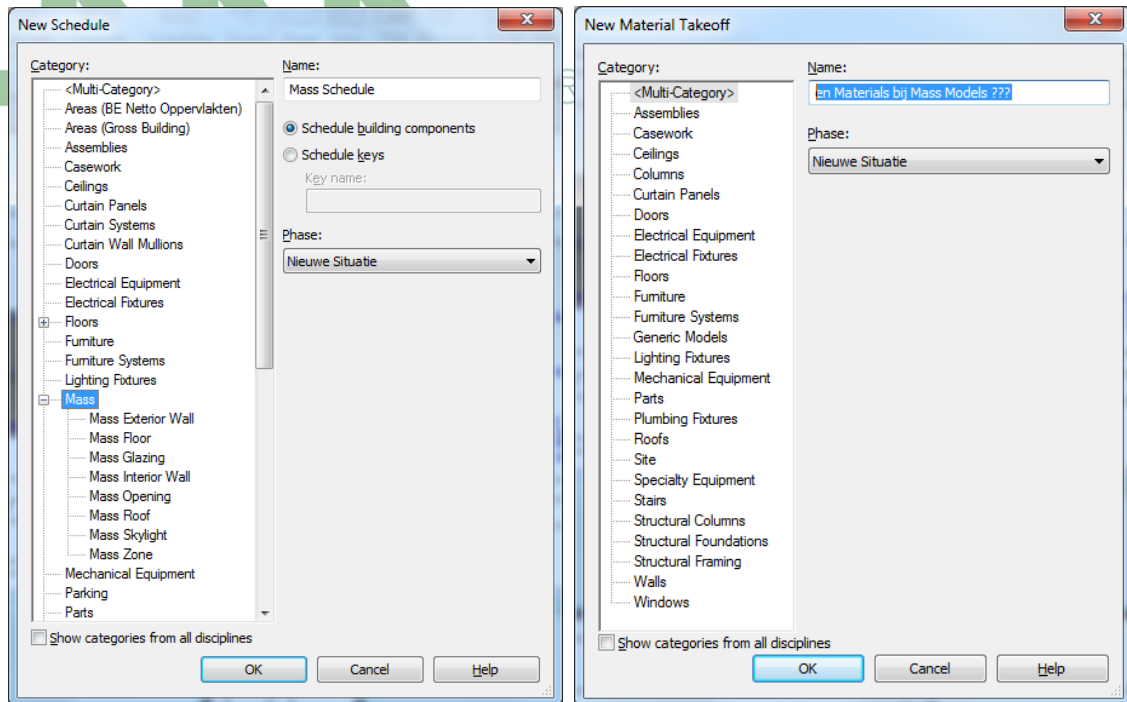 New Schedule
Category:
<Multi-Category>
Areas (BE Netto Oppervlakten)
Areas (Gross Building)
Assemblies
Casework
Ceilings
Curtain Panels
Curtain Systems
Curtain Wall Mullions
Doors
Electrical Equipment
Electrical Fixtures
Floors
Furniture
Furniture Systems
Lighting Fixtures
Mass
Mass Exterior Wall
Mass Floor
Mass Glazing
Mass Interior Wall
Mass Opening
Mass Roof
Mass Skylight
Mass Zone
Mechanical Equipment
Parking
Parts
Show categories from all disciplines
Name:
Mass Schedule
Schedule building components
Schedule keys
Key name:
Phase:
Nieuwe Situatie
OK
Cancel
Help
New Material Takeoff
Category:
<Multi-Category>
Assemblies
Casework
Ceilings
Columns
Curtain Panels
Doors
Electrical Equipment
Electrical Fixtures
Floors
Furniture
Furniture Systems
Generic Models
Lighting Fixtures
Mechanical Equipment
Parts
Plumbing Fixtures
Roofs
Site
Specialty Equipment
Stairs
Structural Columns
Structural Foundations
Structural Framing
Walls
Windows
Show categories from all disciplines
Name:
en Materials bij Mass Models ???
Phase:
Nieuwe Situatie
OK
Cancel
Help